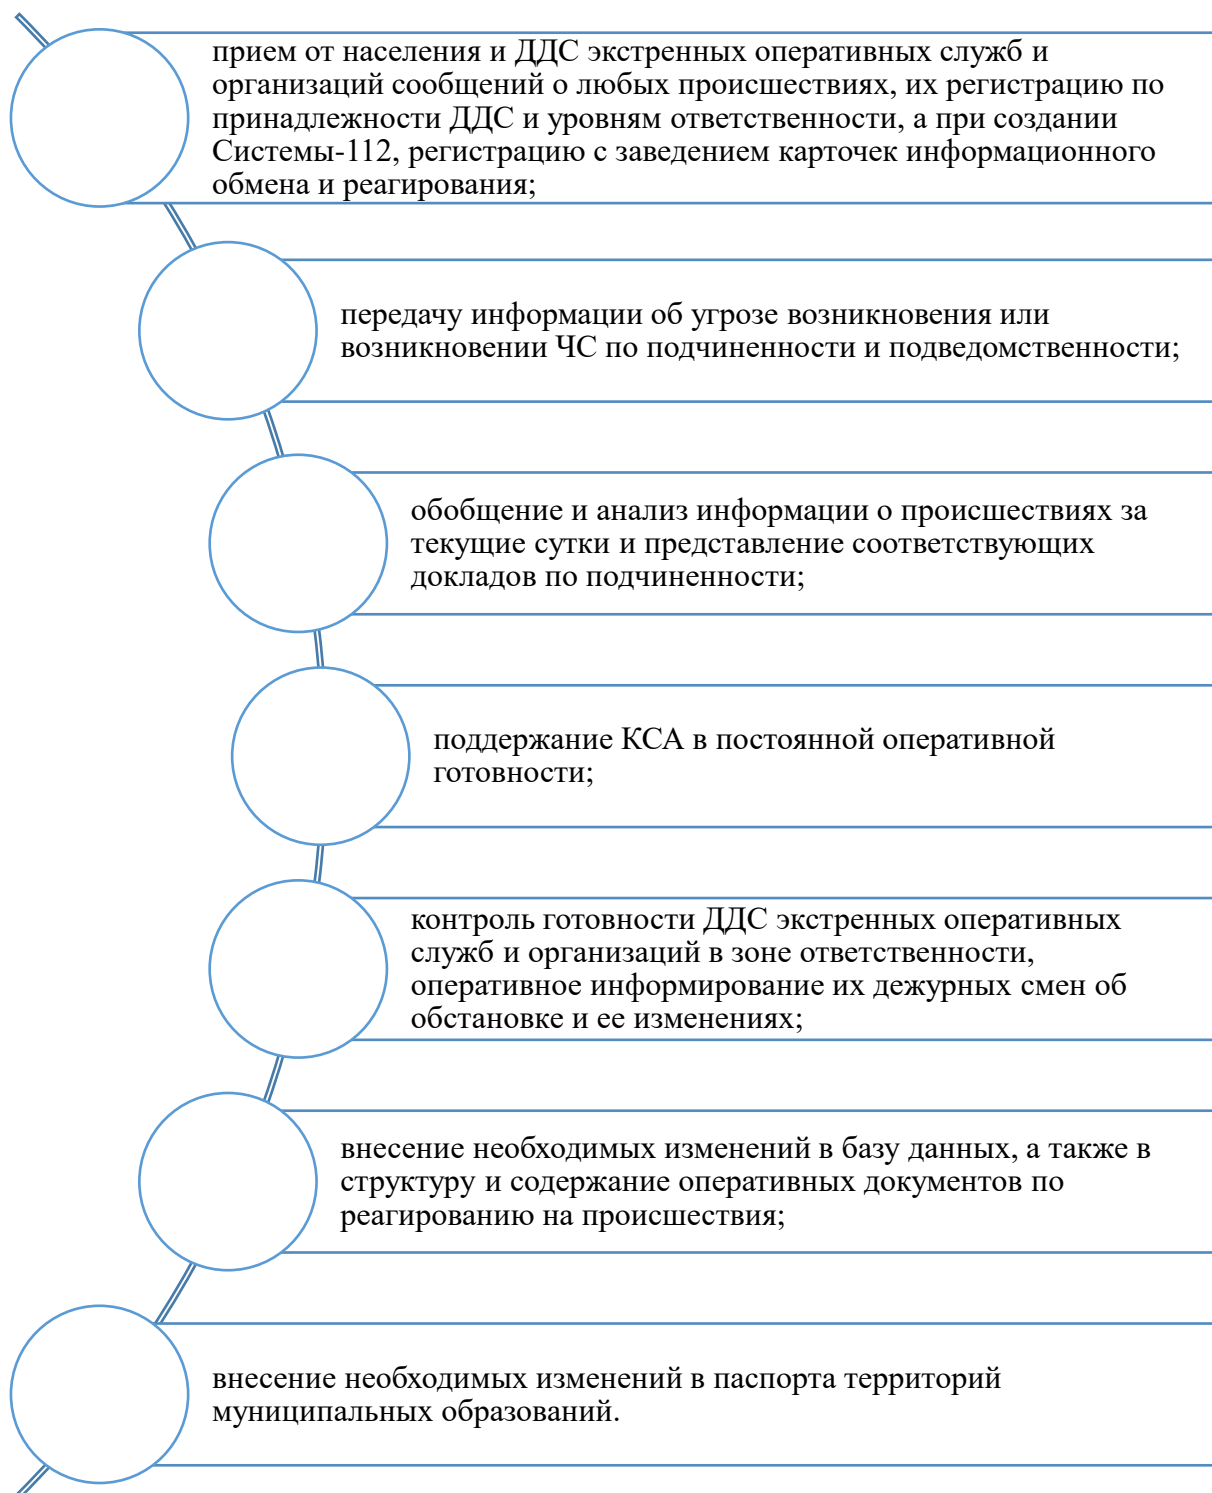 прием от населения и ДДС экстренных оперативных служб и
организаций сообщений о любых происшествиях, их регистрацию по
принадлежности ДДС и уровням ответственности, а при создании
Системы-112, регистрацию с заведением карточек информационного
обмена и реагирования;
передачу информации об угрозе возникновения или
возникновении ЧС по подчиненности и подведомственности;
обобщение и анализ информации о происшествиях за
текущие сутки и представление соответствующих
докладов по подчиненности;
поддержание КСА в постоянной оперативной
готовности;
контроль готовности ДДС экстренных оперативных
служб и организаций в зоне ответственности,
оперативное информирование их дежурных смен об
обстановке и ее изменениях;
внесение необходимых изменений в базу данных, а также в
структуру и содержание оперативных документов по
реагированию на происшествия;
внесение необходимых изменений в паспорта территорий
муниципальных образований.